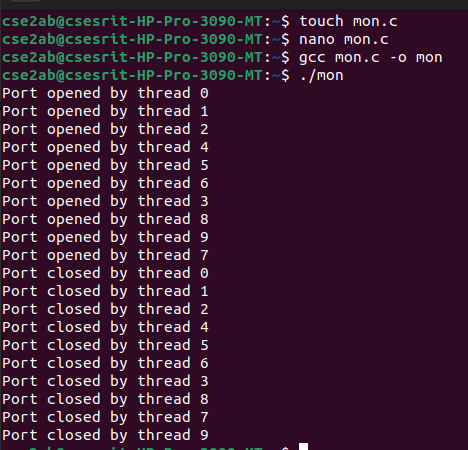 cse2ab@csesrit-HP-Pro-3090-MT:~$ touch mon.c
cse2ab@csesrit-HP-Pro-3090-MT:~$ nano mon.c
cse2ab@csesrit-HP-Pro-3090-MT:~$ gcc mon.c -o mon
cse2ab@csesrit-HP-Pro-3090-MT:~$ ./mon
Port opened by thread 0
Port opened by thread 1
Port opened by thread 2
Port opened by thread 4
Port opened by thread 5
Port opened by thread 6
Port opened by thread 3
Port opened by thread 8
Port opened by thread 9
Port opened by thread 7
Port closed by thread 0
Port closed by thread 1
Port closed by thread 2
Port closed by thread 4
Port closed by thread 5
Port closed by thread 6
Port closed by thread 3
Port closed by thread 8
Port closed by thread 7
Port closed by thread 9